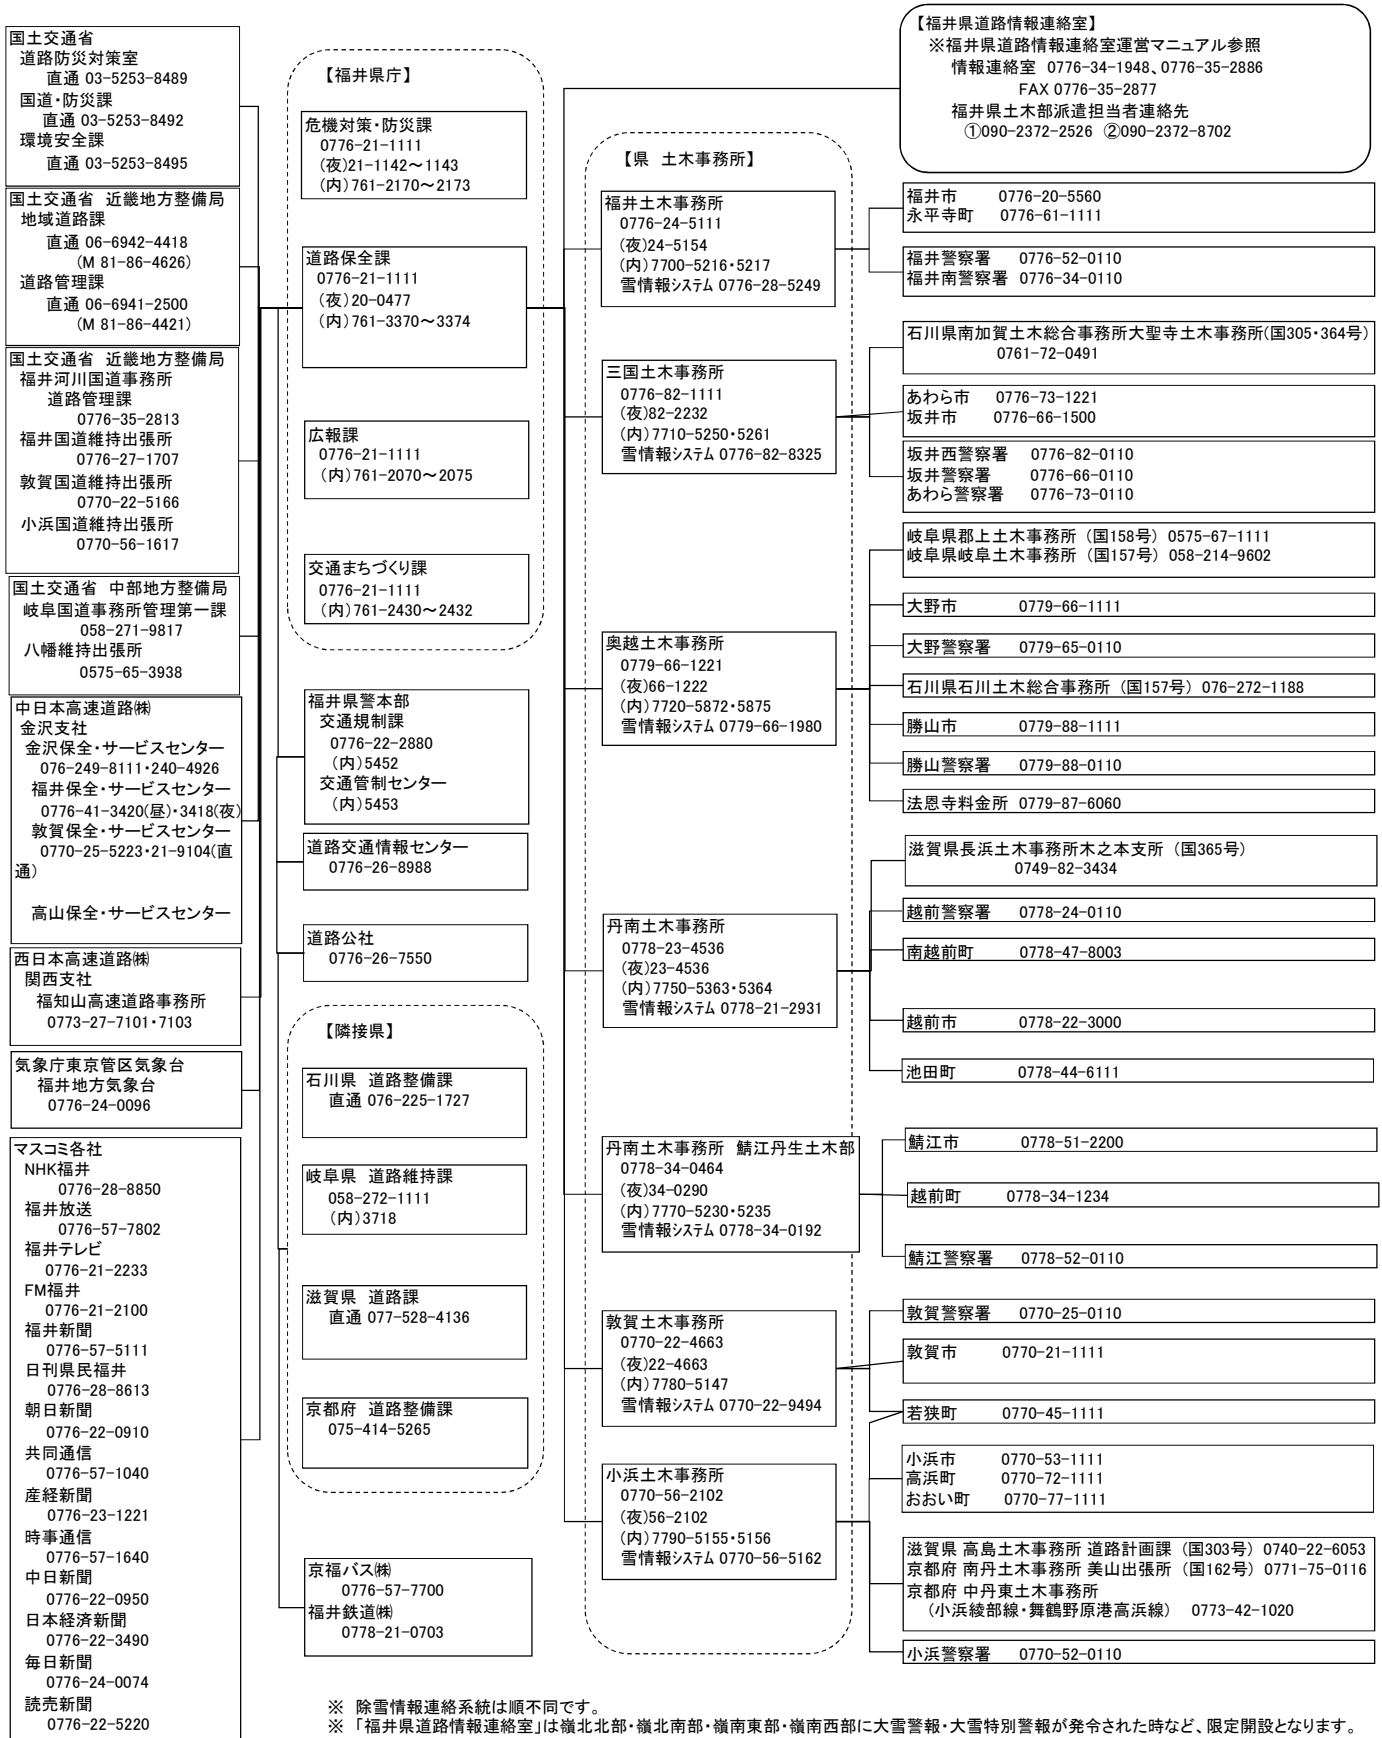 国土交通省
道路防災対策室
直通 03-5253-8489
国道・防災課
直通 03-5253-8492
環境安全課
直通 03-5253-8495
国土交通省 近畿地方整備局
地域道路課
直通 06-6942-4418
(M 81-86-4626)
道路管理課
直通 06-6941-2500
(M 81-86-4421)
国土交通省 近畿地方整備局
福井河川国道事務所
道路管理課
0776-35-2813
福井国道維持出張所
0776-27-1707
敦賀国道維持出張所
0770-22-5166
小浜国道維持出張所
0770-56-1617
国土交通省 中部地方整備局
岐阜国道事務所管理第一課
058-271-9817
八幡維持出張所
0575-65-3938
中日本高速道路㈱
金沢支社
金沢保全・サービスセンター
076-249-8111・240-4926
福井保全・サービスセンター
0776-41-3420(昼)・3418(夜)
敦賀保全・サービスセンター
0770-25-5223・21-9104(直
通)
高山保全・サービスセンター
西日本高速道路㈱
関西支社
福知山高速道路事務所
0773-27-7101・7103
気象庁東京管区気象台
福井地方気象台
0776-24-0096
マスコミ各社
NHK福井
0776-28-8850
福井放送
0776-57-7802
福井テレビ
0776-21-2233
FM福井
0776-21-2100
福井新聞
0776-57-5111
日刊県民福井
0776-28-8613
朝日新聞
0776-22-0910
共同通信
0776-57-1040
産経新聞
0776-23-1221
時事通信
0776-57-1640
中日新聞
0776-22-0950
日本経済新聞
0776-22-3490
毎日新聞
0776-24-0074
読売新聞
0776-22-5220
【福井県庁】
危機対策・防災課
0776-21-1111
(夜)21-1142～1143
(内)761-2170～2173
道路保全課
0776-21-1111
(夜)20-0477
(内)761-3370～3374
広報課
0776-21-1111
(内)761-2070～2075
交通まちづくり課
0776-21-1111
(内)761-2430～2432
福井県警本部
交通規制課
0776-22-2880
(内)5452
交通管制センター
(内)5453
道路交通情報センター
0776-26-8988
道路公社
0776-26-7550
【隣接県】
石川県 道路整備課
直通 076-225-1727
岐阜県 道路維持課
058-272-1111
(内)3718
滋賀県 道路課
直通 077-528-4136
京都府 道路整備課
075-414-5265
京福バス㈱
0776-57-7700
福井鉄道㈱
0778-21-0703
【県 土木事務所】
福井土木事務所
0776-24-5111
(夜)24-5154
(内)7700-5216・5217
雪情報システム 0776-28-5249
三国土木事務所
0776-82-1111
(夜)82-2232
(内)7710-5250・5261
雪情報システム 0776-82-8325
奥越土木事務所
0779-66-1221
(夜)66-1222
(内)7720-5872・5875
雪情報システム 0779-66-1980
丹南土木事務所
0778-23-4536
(夜)23-4536
(内)7750-5363・5364
雪情報システム 0778-21-2931
丹南土木事務所 鯖江丹生土木部
0778-34-0464
(夜)34-0290
(内)7770-5230・5235
雪情報システム 0778-34-0192
敦賀土木事務所
0770-22-4663
(夜)22-4663
(内)7780-5147
雪情報システム 0770-22-9494
小浜土木事務所
0770-56-2102
(夜)56-2102
(内)7790-5155・5156
雪情報システム 0770-56-5162
【福井県道路情報連絡室】
※福井県道路情報連絡室運営マニュアル参照
情報連絡室 0776-34-1948、0776-35-2886
FAX 0776-35-2877
福井県土木部派遣担当者連絡先
①090-2372-2526 ②090-2372-8702
福井市 0776-20-5560
永平寺町 0776-61-1111
福井警察署 0776-52-0110
福井南警察署 0776-34-0110
石川県南加賀土木総合事務所大聖寺土木事務所(国305・364号)
0761-72-0491
あわら市 0776-73-1221
坂井市 0776-66-1500
坂井西警察署 0776-82-0110
坂井警察署 0776-66-0110
あわら警察署 0776-73-0110
岐阜県郡上土木事務所 (国158号) 0575-67-1111
岐阜県岐阜土木事務所 (国157号) 058-214-9602
大野市 0779-66-1111
大野警察署 0779-65-0110
石川県石川土木総合事務所 (国157号) 076-272-1188
勝山市 0779-88-1111
勝山警察署 0779-88-0110
法恩寺料金所 0779-87-6060
滋賀県長浜土木事務所木之本支所 (国365号)
0749-82-3434
越前警察署 0778-24-0110
南越前町 0778-47-8003
越前市 0778-22-3000
池田町 0778-44-6111
鯖江市 0778-51-2200
越前町 0778-34-1234
鯖江警察署 0778-52-0110
敦賀警察署 0770-25-0110
敦賀市 0770-21-1111
若狭町 0770-45-1111
小浜市 0770-53-1111
高浜町 0770-72-1111
おおい町 0770-77-1111
滋賀県 高島土木事務所 道路計画課 (国303号) 0740-22-6053
京都府 南丹土木事務所 美山出張所 (国162号) 0771-75-0116
京都府 中丹東土木事務所
(小浜綾部線・舞鶴野原港高浜線) 0773-42-1020
小浜警察署 0770-52-0110
※ 除雪情報連絡系統は順不同です。
※ 「福井県道路情報連絡室」は嶺北北部・嶺北南部・嶺南東部・嶺南西部に大雪警報・大雪特別警報が発令された時など、限定開設となります。